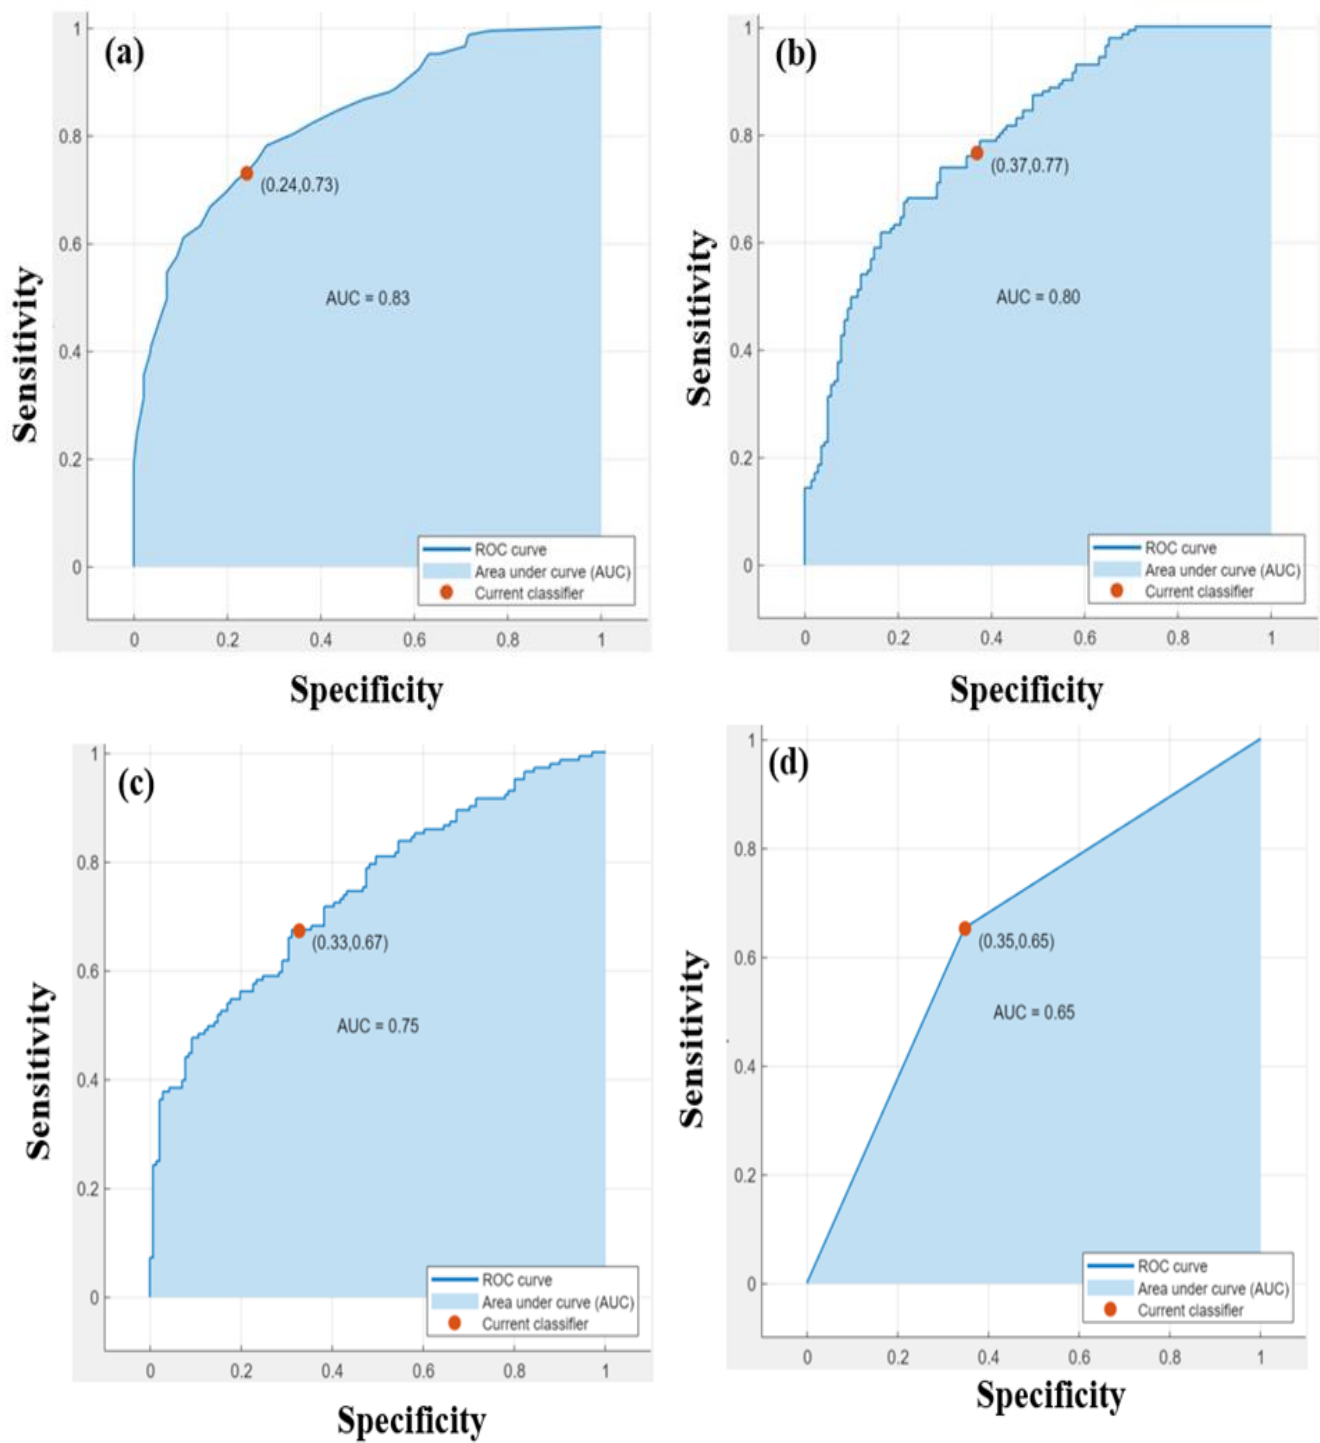 (a)
1
0.8
0.6
0.4
0.2
0
(0.24,0.73)
AUC = 0.83
ROC curve
Area under curve (AUC)
Current classifier
0 0.2 0.4 0.6 0.8 1
Sensitivity
Specificity
(b)
1
0.8
0.6
0.4
0.2
0
(0.37,0.77)
AUC = 0.80
ROC curve
Area under curve (AUC)
Current classifier
0 0.2 0.4 0.6 0.8 1
Sensitivity
Specificity
(c)
1
0.8
0.6
0.4
0.2
0
(0.33,0.67)
AUC = 0.75
ROC curve
Area under curve (AUC)
Current classifier
0 0.2 0.4 0.6 0.8 1
Sensitivity
Specificity
(d)
1
0.8
0.6
0.4
0.2
0
(0.35,0.65)
AUC = 0.65
ROC curve
Area under curve (AUC)
Current classifier
0 0.2 0.4 0.6 0.8 1
Sensitivity
Specificity